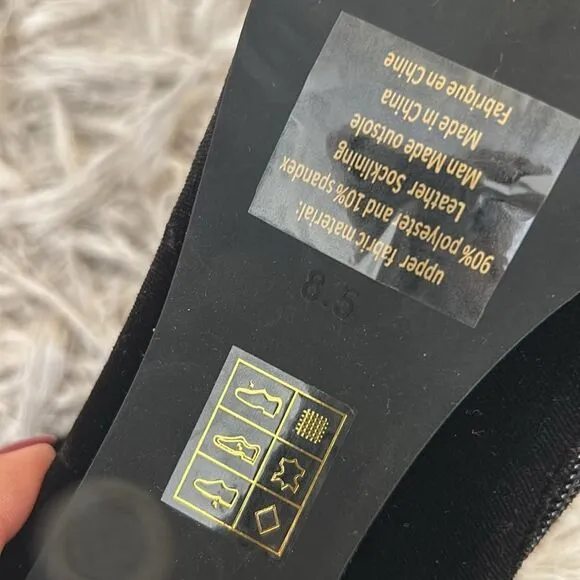 upper fabric material:
90% polyester and 10% spandex
Leather Socklining
Man Made outsole
Made in China
Fabrique en Chine
8.5